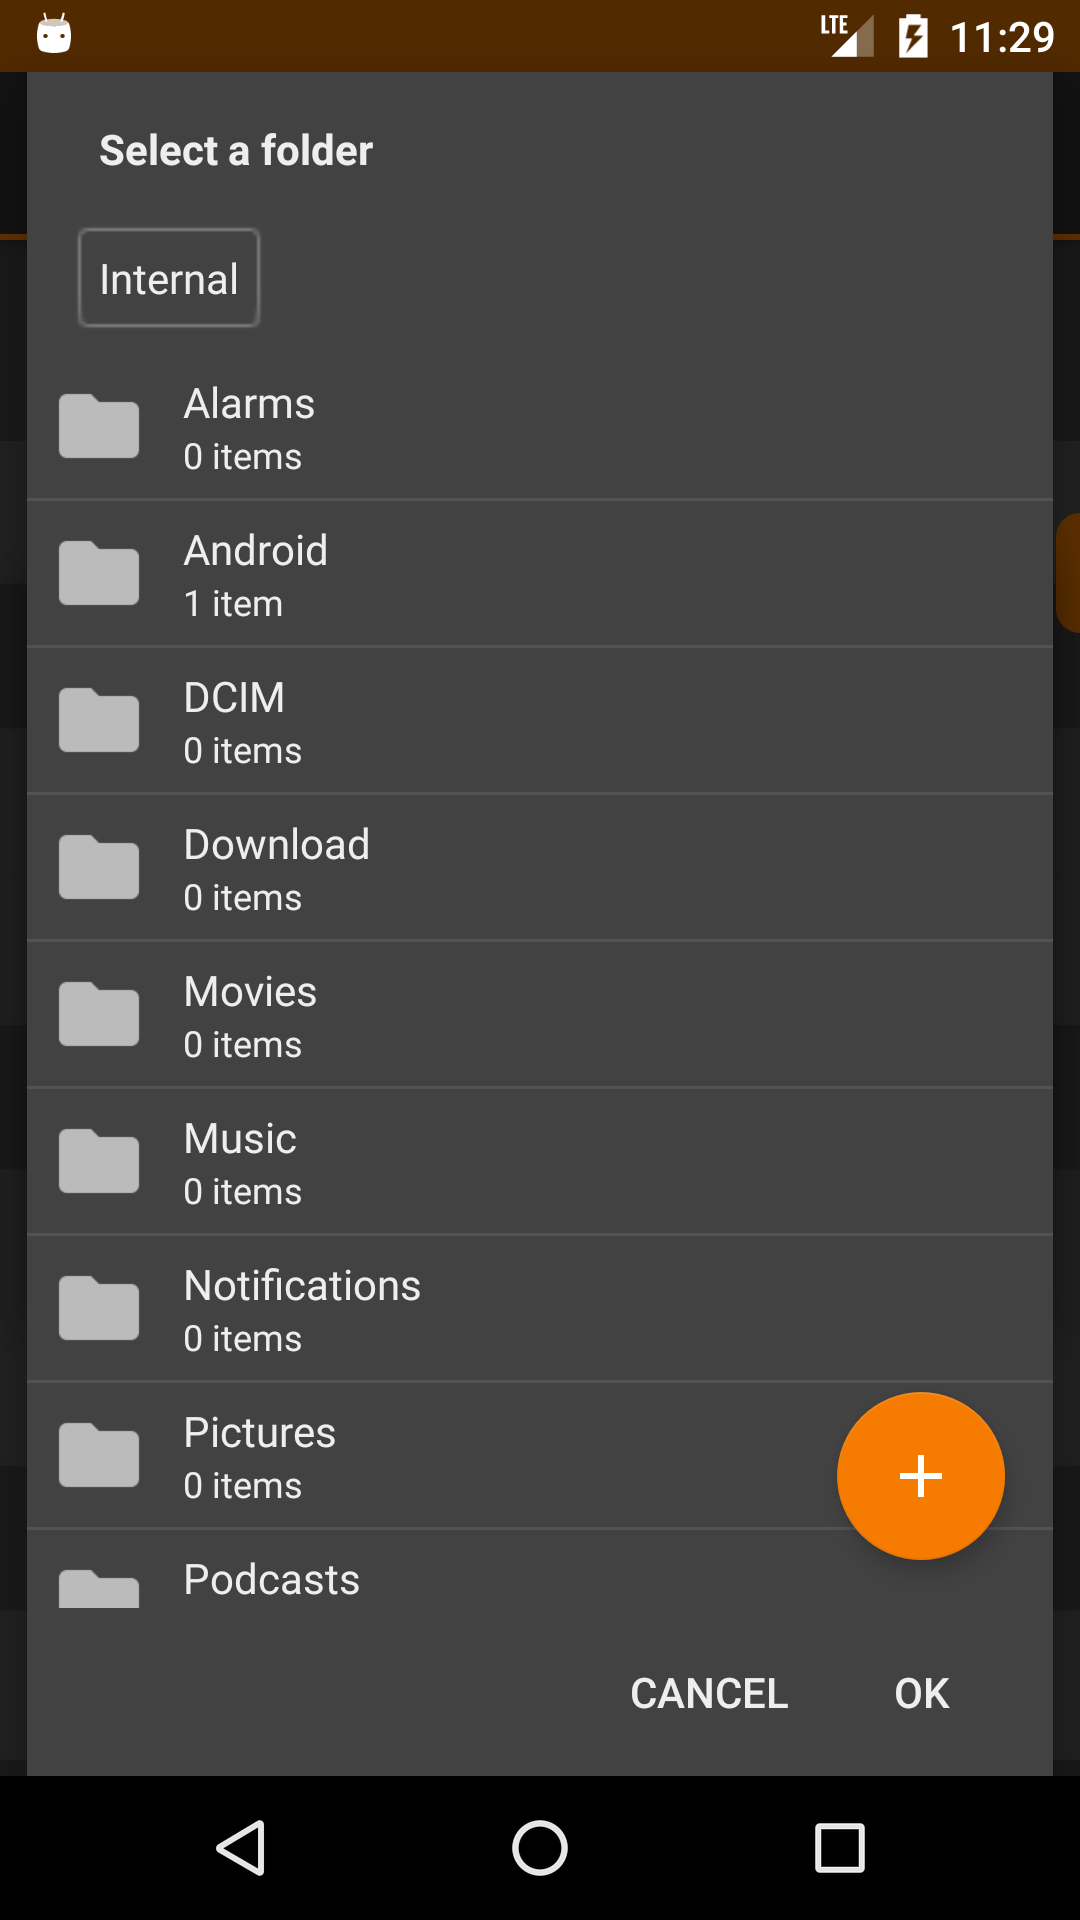 LTE 11:29
Select a folder
Internal
Alarms
0 items
Android
1 item
DCIM
0 items
Download
0 items
Movies
0 items
Music
0 items
Notifications
0 items
Pictures
0 items
Podcasts
CANCEL OK